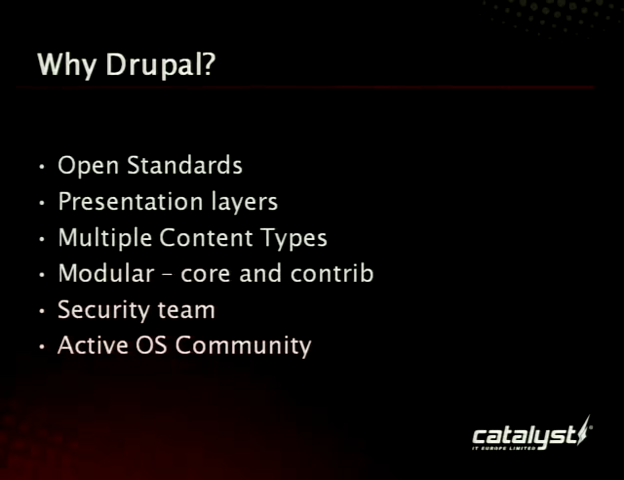 Why Drupal?
• Open Standards
• Presentation layers
• Multiple Content Types
• Modular – core and contrib
• Security team
• Active OS Community
catalyst
IT EUROPE LIMITED